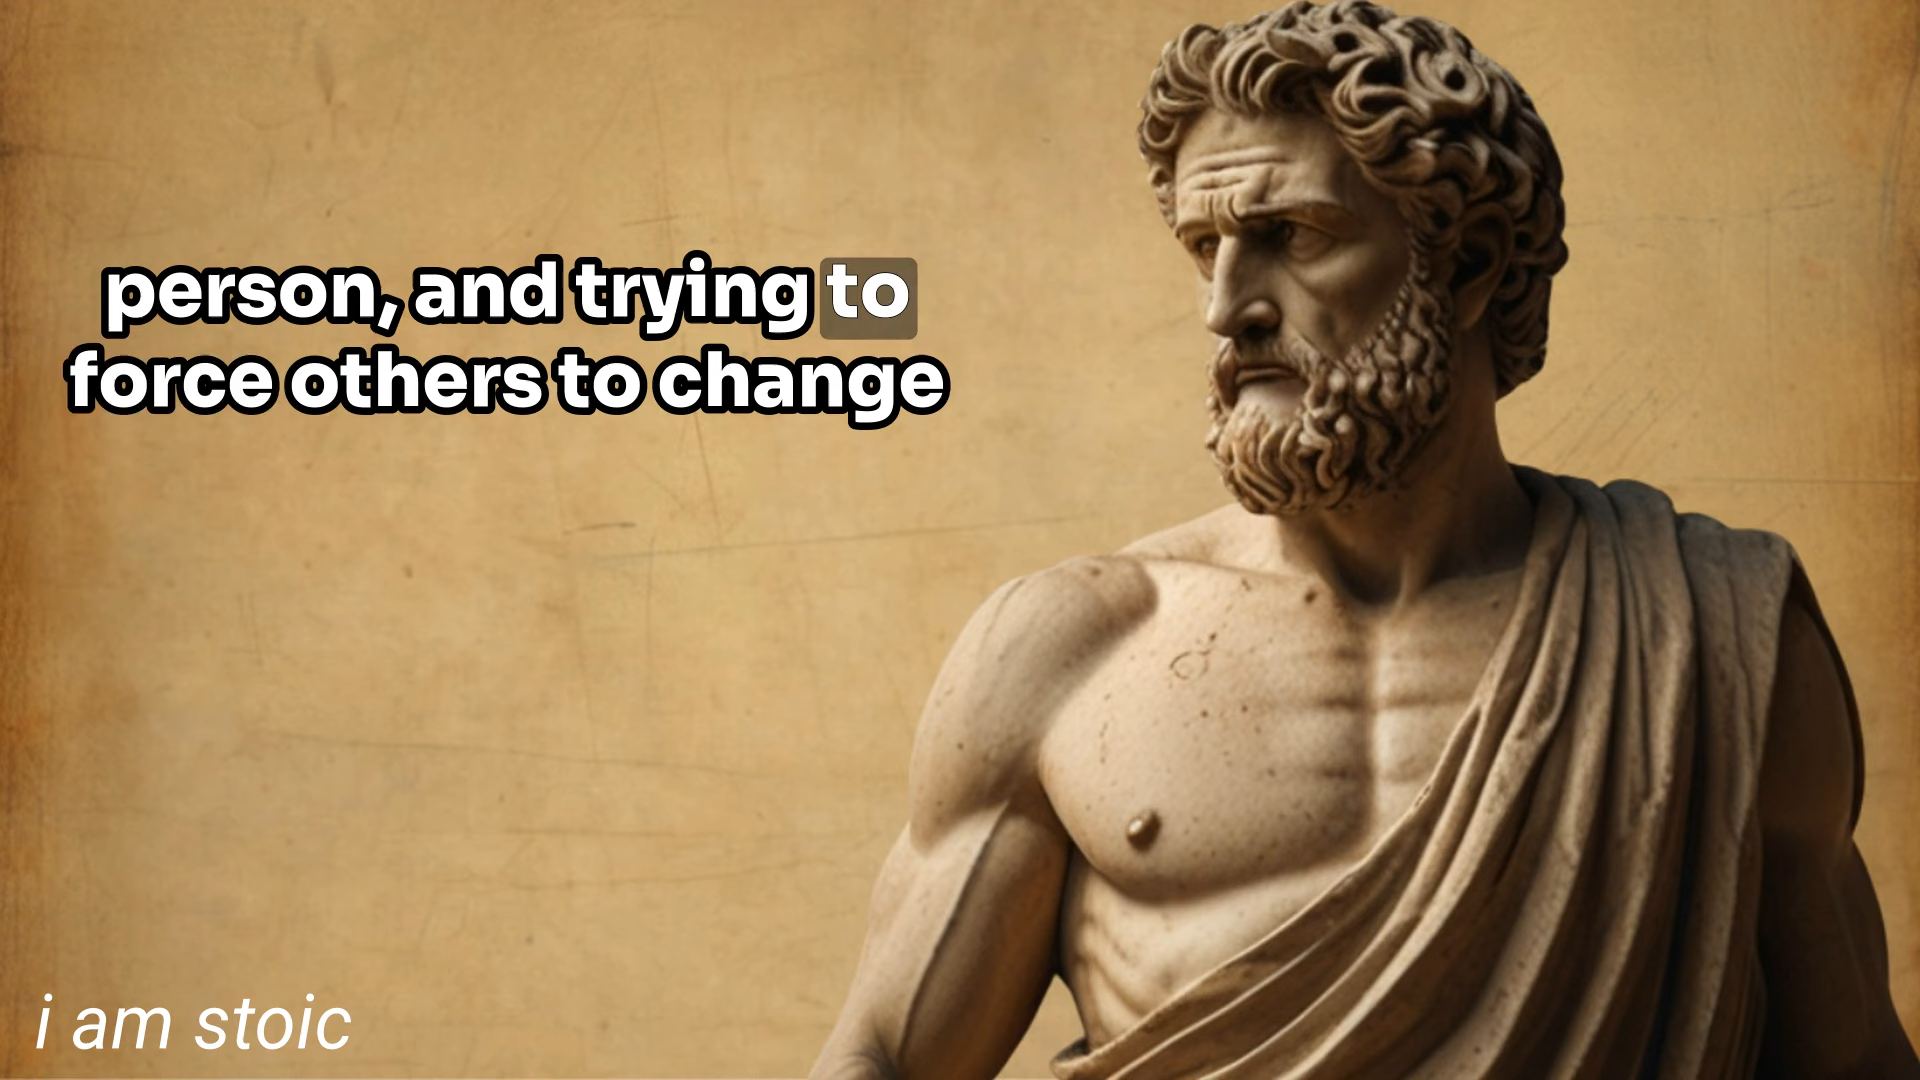 person, and trying to
force others to change
i am stoic